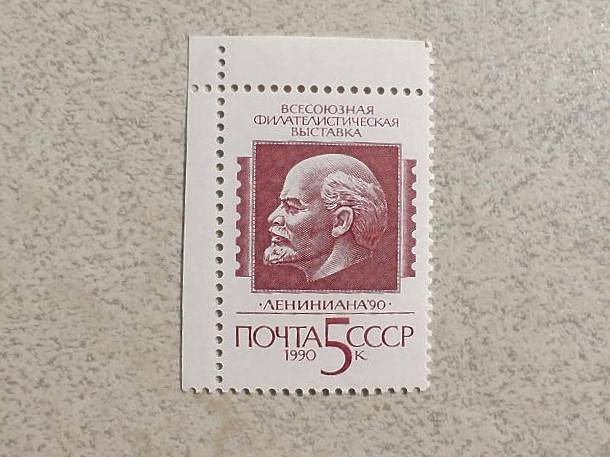 ВСЕСОЮЗНАЯ
ФИЛАТЕЛИСТИЧЕСКАЯ
ВЫСТАВКА
·ЛЕНИНИАНА'90·
ПОЧТА 5 СССР
1990 К